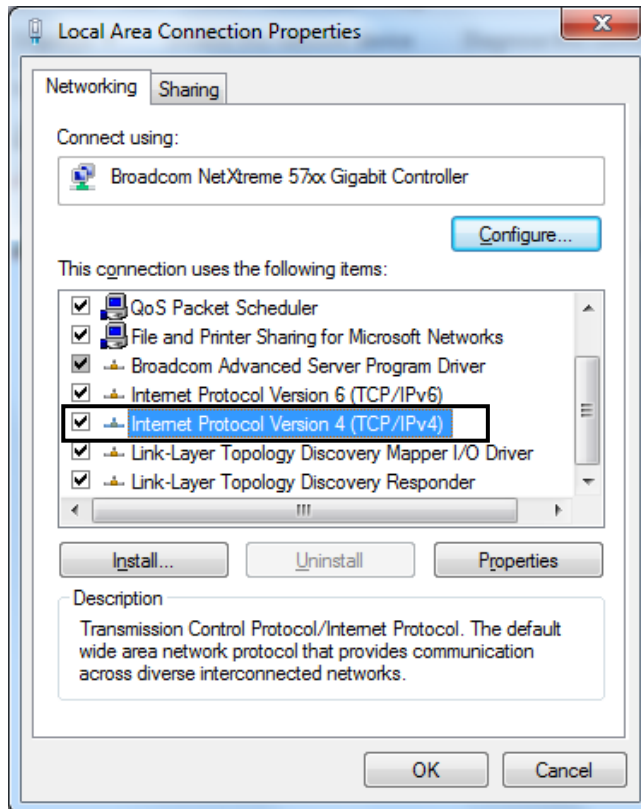 Local Area Connection Properties
Networking
Sharing
Connect using:
Broadcom NetXtreme 57xx Gigabit Controller
Configure...
This connection uses the following items:
QoS Packet Scheduler
File and Printer Sharing for Microsoft Networks
Broadcom Advanced Server Program Driver
Internet Protocol Version 6 (TCP/IPv6)
Internet Protocol Version 4 (TCP/IPv4)
Link-Layer Topology Discovery Mapper I/O Driver
Link-Layer Topology Discovery Responder
Install...
Uninstall
Properties
Description
Transmission Control Protocol/Internet Protocol. The default
wide area network protocol that provides communication
across diverse interconnected networks.
OK
Cancel